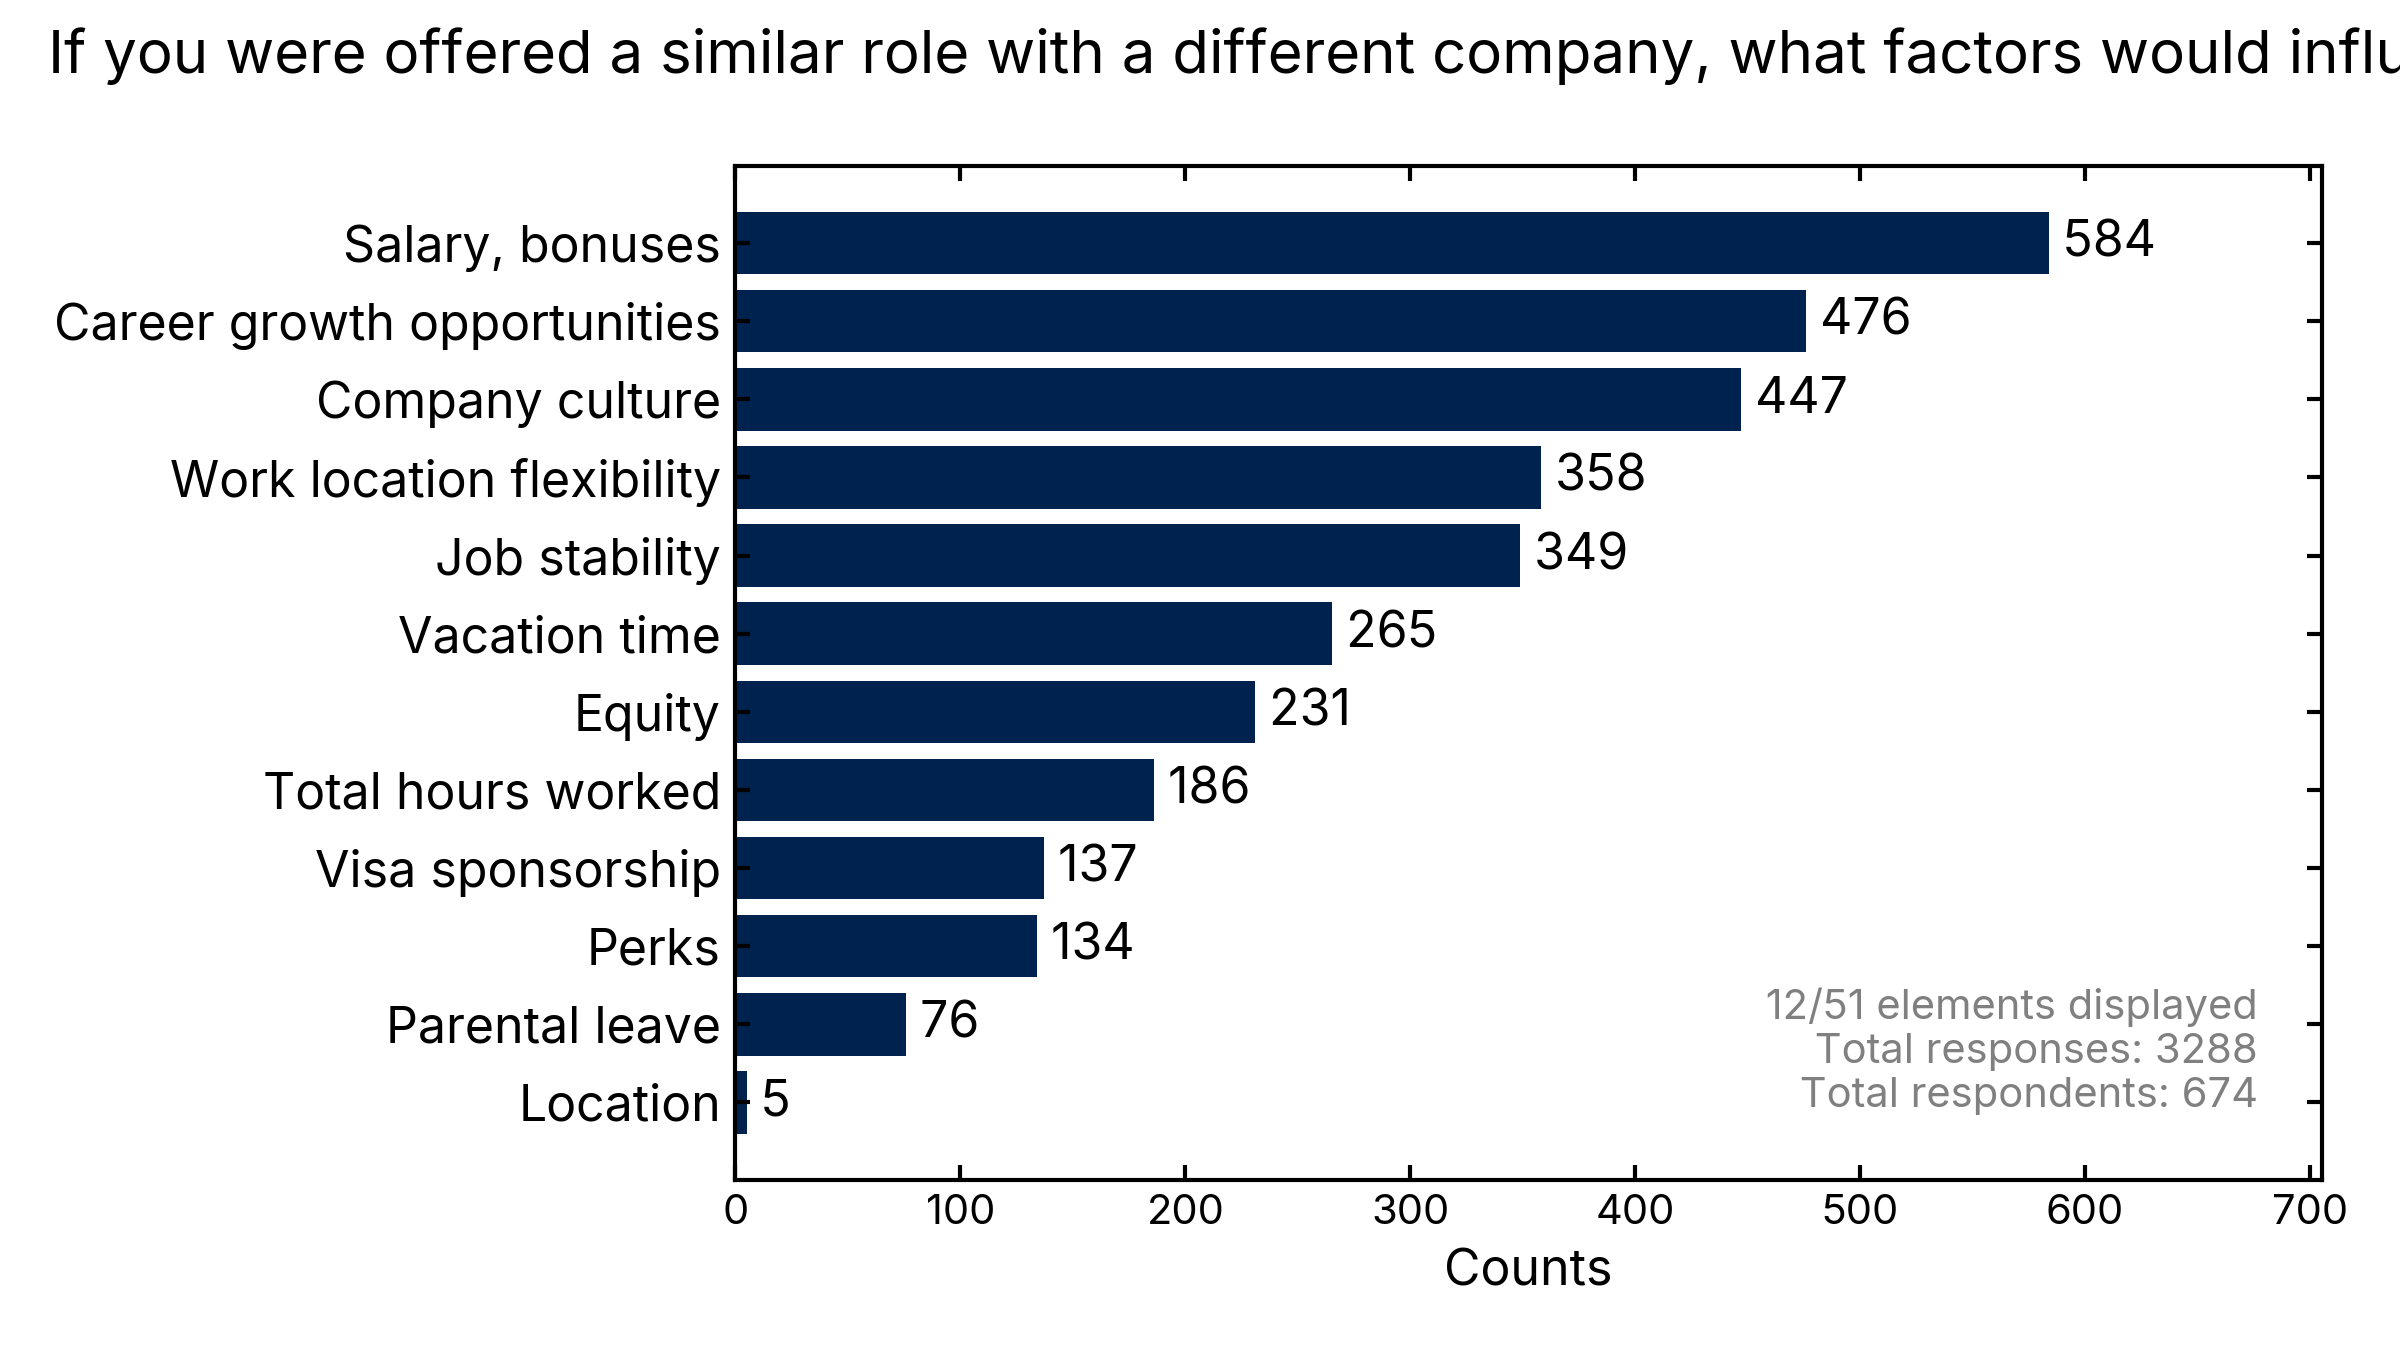 If you were offered a similar role with a different company, what factors would influ
Salary, bonuses 584
Career growth opportunities 476
Company culture 447
Work location flexibility 358
Job stability 349
Vacation time 265
Equity 231
Total hours worked 186
Visa sponsorship 137
Perks 134
Parental leave 76
Location 5
12/51 elements displayed
Total responses: 3288
Total respondents: 674
0 100 200 300 400 500 600 700
Counts